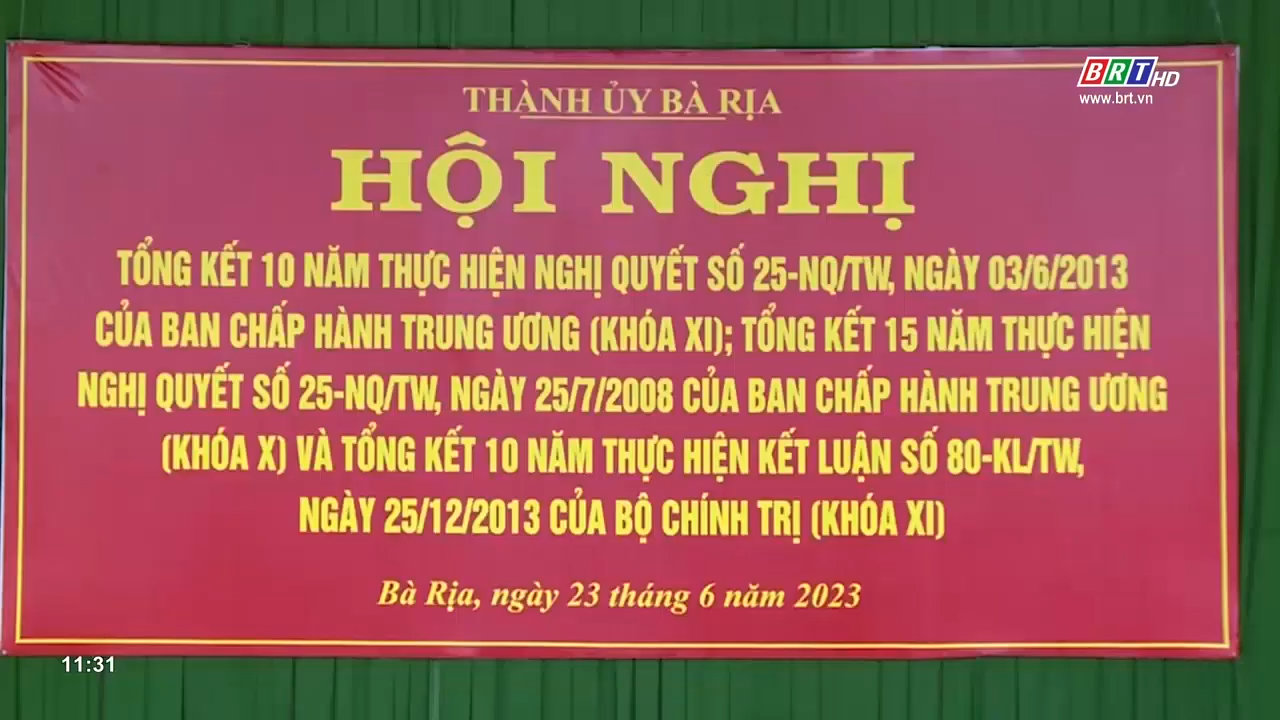 BRT HD
www.brt.vn
THÀNH ỦY BÀ RỊA
HỘI NGHỊ
TỔNG KẾT 10 NĂM THỰC HIỆN NGHỊ QUYẾT SỐ 25-NQ/TW, NGÀY 03/6/2013
CỦA BAN CHẤP HÀNH TRUNG ƯƠNG (KHÓA XI); TỔNG KẾT 15 NĂM THỰC HIỆN
NGHỊ QUYẾT SỐ 25-NQ/TW, NGÀY 25/7/2008 CỦA BAN CHẤP HÀNH TRUNG ƯƠNG
(KHÓA X) VÀ TỔNG KẾT 10 NĂM THỰC HIỆN KẾT LUẬN SỐ 80-KL/TW,
NGÀY 25/12/2013 CỦA BỘ CHÍNH TRỊ (KHÓA XI)
Bà Rịa, ngày 23 tháng 6 năm 2023
11:31